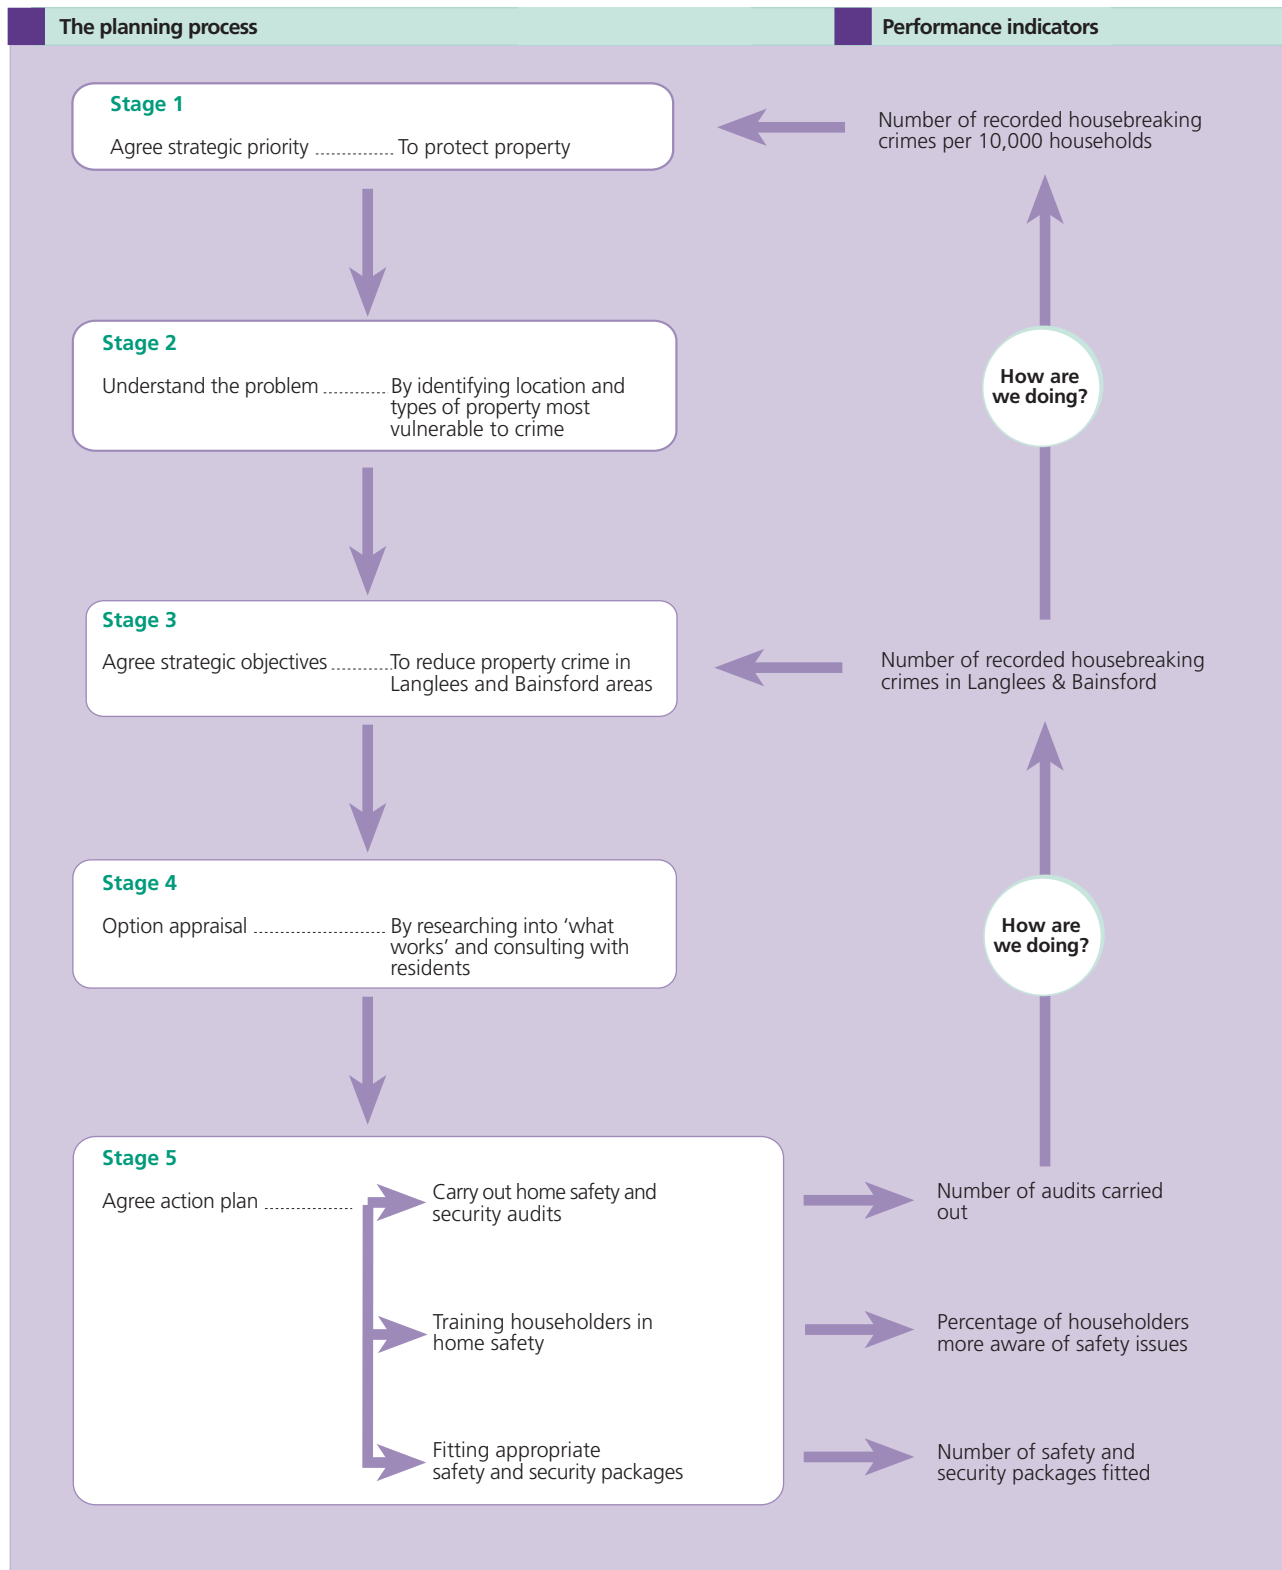 The planning process
Performance indicators
Stage 1
Agree strategic priority .............. To protect property
Number of recorded housebreaking
crimes per 10,000 households
Stage 2
Understand the problem ........... By identifying location and
types of property most
vulnerable to crime
How are
we doing?
Stage 3
Agree strategic objectives ...........To reduce property crime in
Langlees and Bainsford areas
Number of recorded housebreaking
crimes in Langlees & Bainsford
Stage 4
Option appraisal ........................ By researching into ‘what
works’ and consulting with
residents
How are
we doing?
Stage 5
Agree action plan ................
Carry out home safety and
security audits
Number of audits carried
out
Training householders in
home safety
Percentage of householders
more aware of safety issues
Fitting appropriate
safety and security packages
Number of safety and
security packages fitted